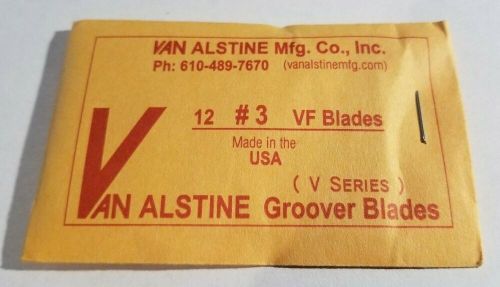 VAN ALSTINE Mfg. Co., Inc.
Ph: 610-489-7670 (vanalstinemfg.com)
12 #3 VF Blades
Made in the
USA
( V SERIES )
VAN ALSTINE Groover Blades